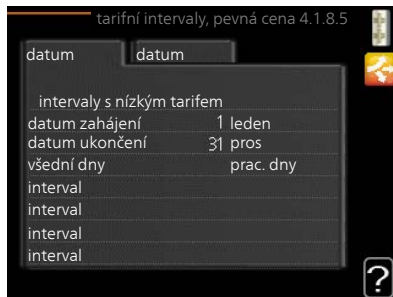 tarifní intervaly, pevná cena 4.1.8.5
datum datum
intervaly s nízkým tarifem
datum zahájení 1 leden
datum ukončení 31 pros
všední dny prac. dny
interval
interval
interval
interval
?